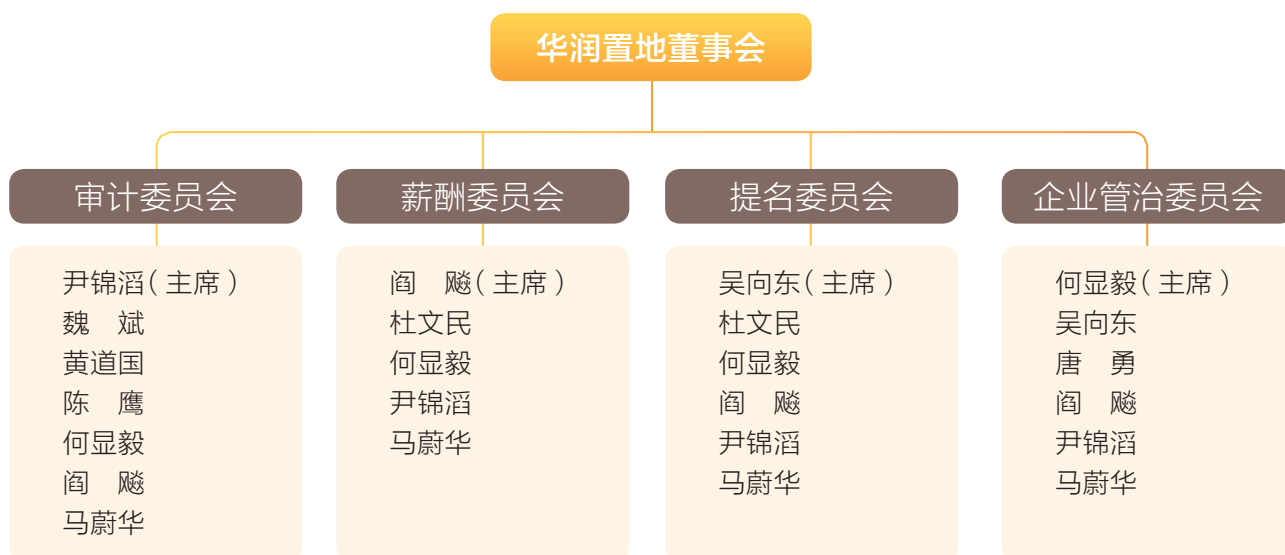 华润置地董事会
审计委员会
尹锦滔(主席)
魏　斌
黄道国
陈　鹰
何显毅
阎　飚
马蔚华
薪酬委员会
阎　飚(主席)
杜文民
何显毅
尹锦滔
马蔚华
提名委员会
吴向东(主席)
杜文民
何显毅
阎　飚
尹锦滔
马蔚华
企业管治委员会
何显毅(主席)
吴向东
唐　勇
阎　飚
尹锦滔
马蔚华